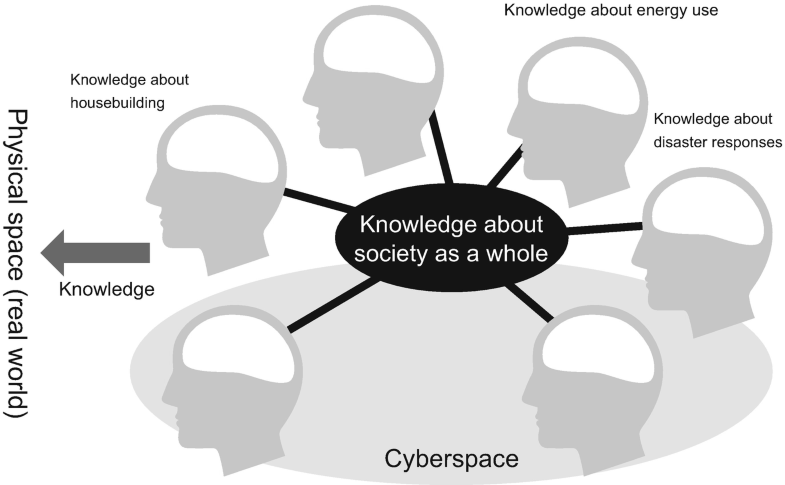 Knowledge about energy use
Knowledge about
housebuilding
Knowledge about
disaster responses
Physical space (real world)
Knowledge about
society as a whole
Knowledge
Cyberspace